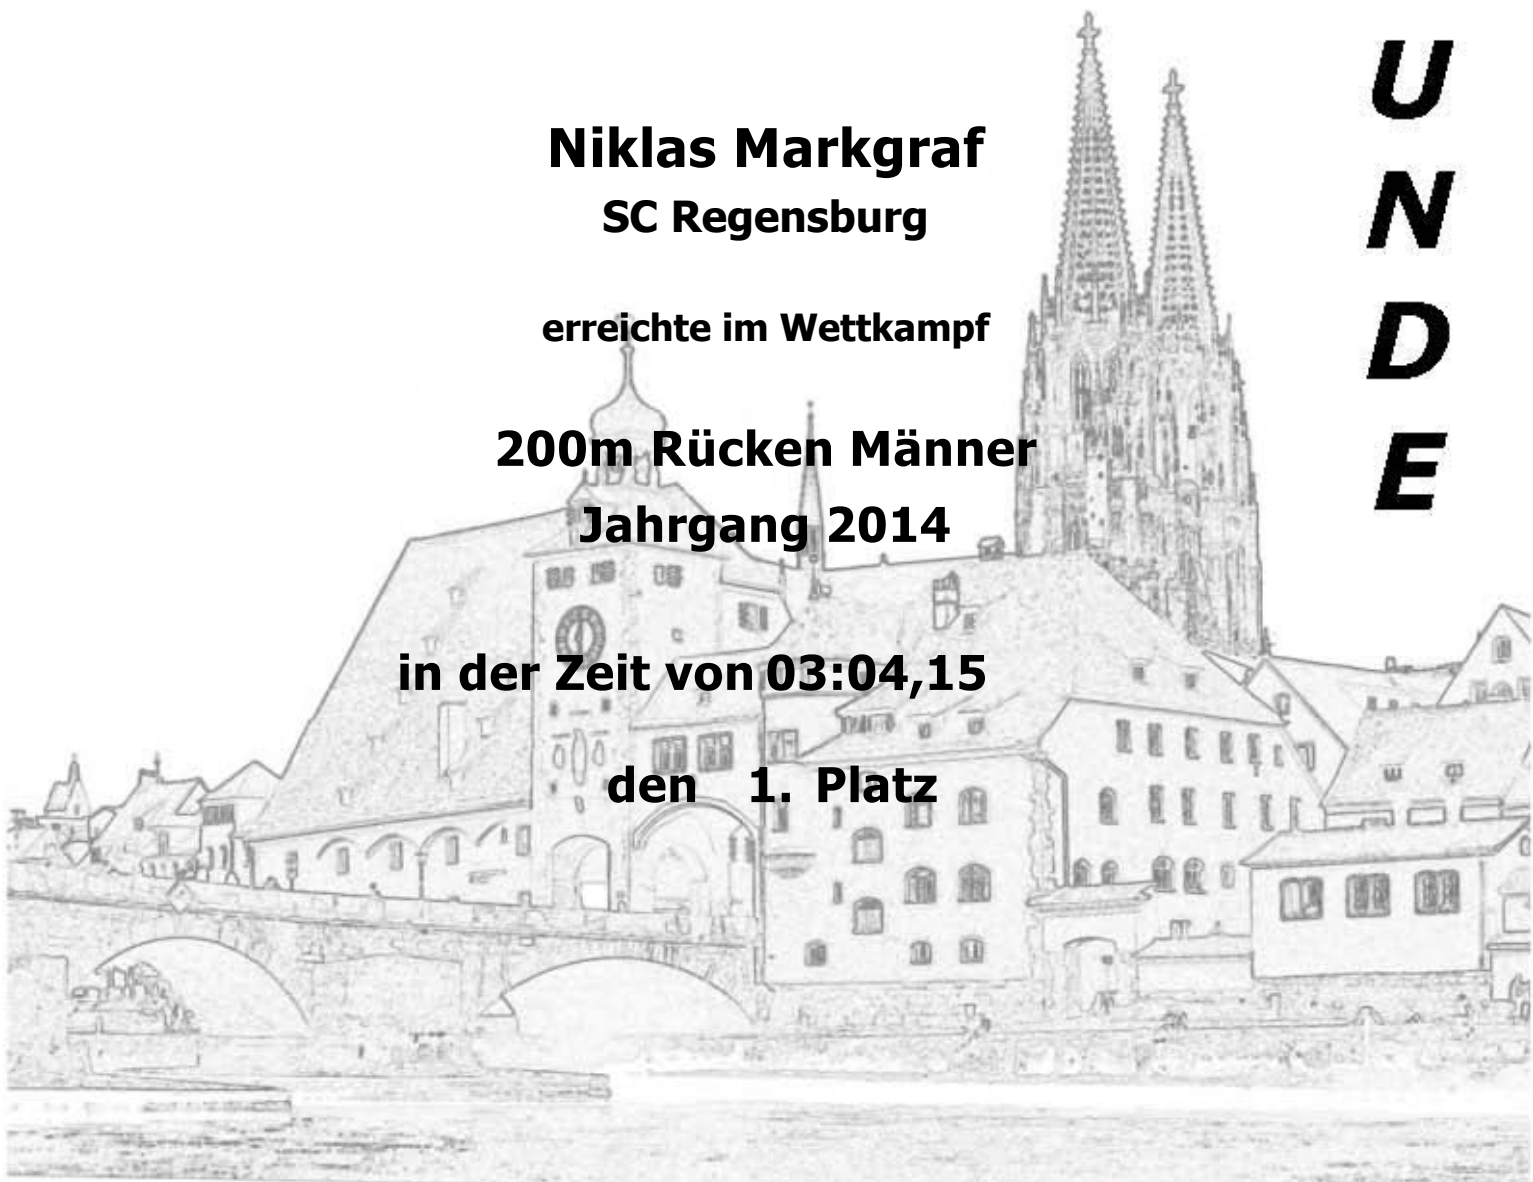 Niklas Markgraf
SC Regensburg
erreichte im Wettkampf
200m Rücken Männer
Jahrgang 2014
in der Zeit von 03:04,15
den 1. Platz
U
N
D
E